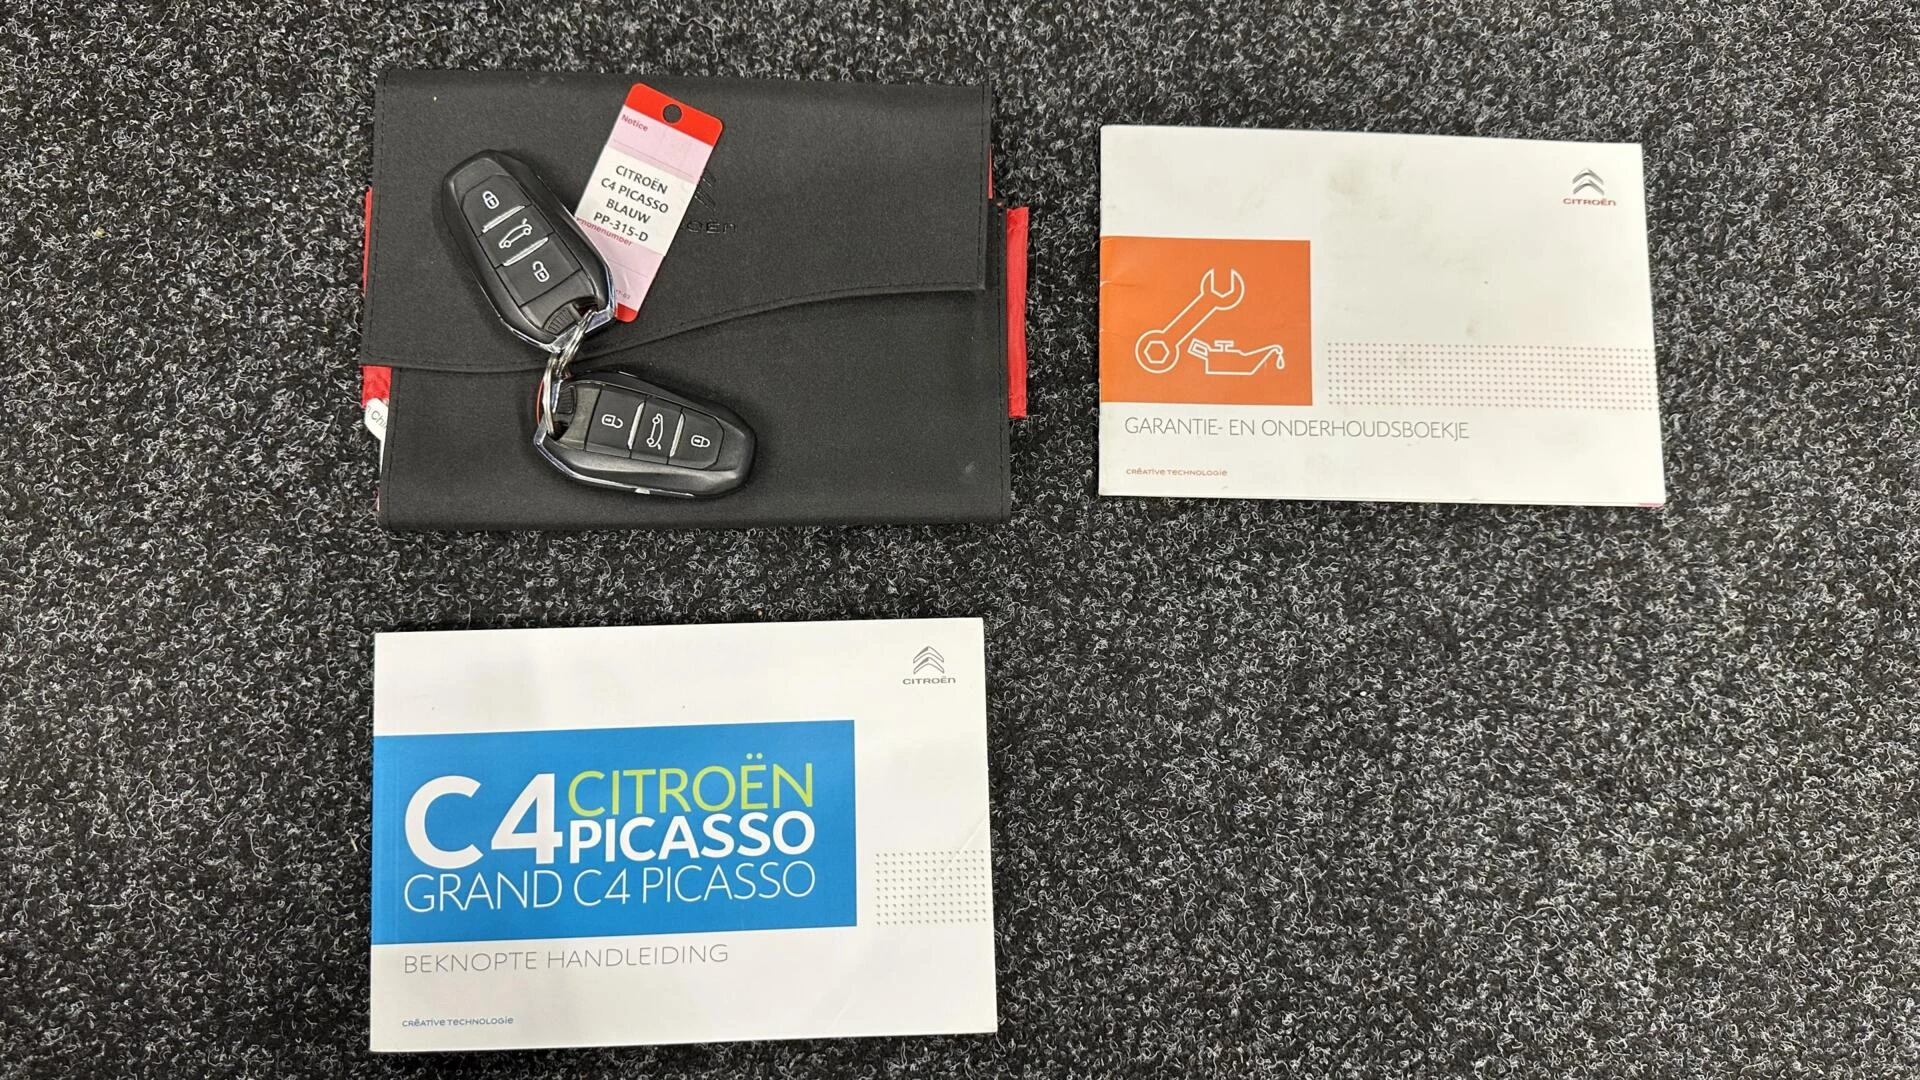 Notice
CITROËN
C4 PICASSO
BLAUW
PP-315-D
CITROËN
GARANTIE- EN ONDERHOUDSBOEKJE
CRÉATIVE TECHNOLOGIE
CITROËN
C4 CITROËN
PICASSO
GRAND C4 PICASSO
BEKNOPTE HANDLEIDING
CRÉATIVE TECHNOLOGIE